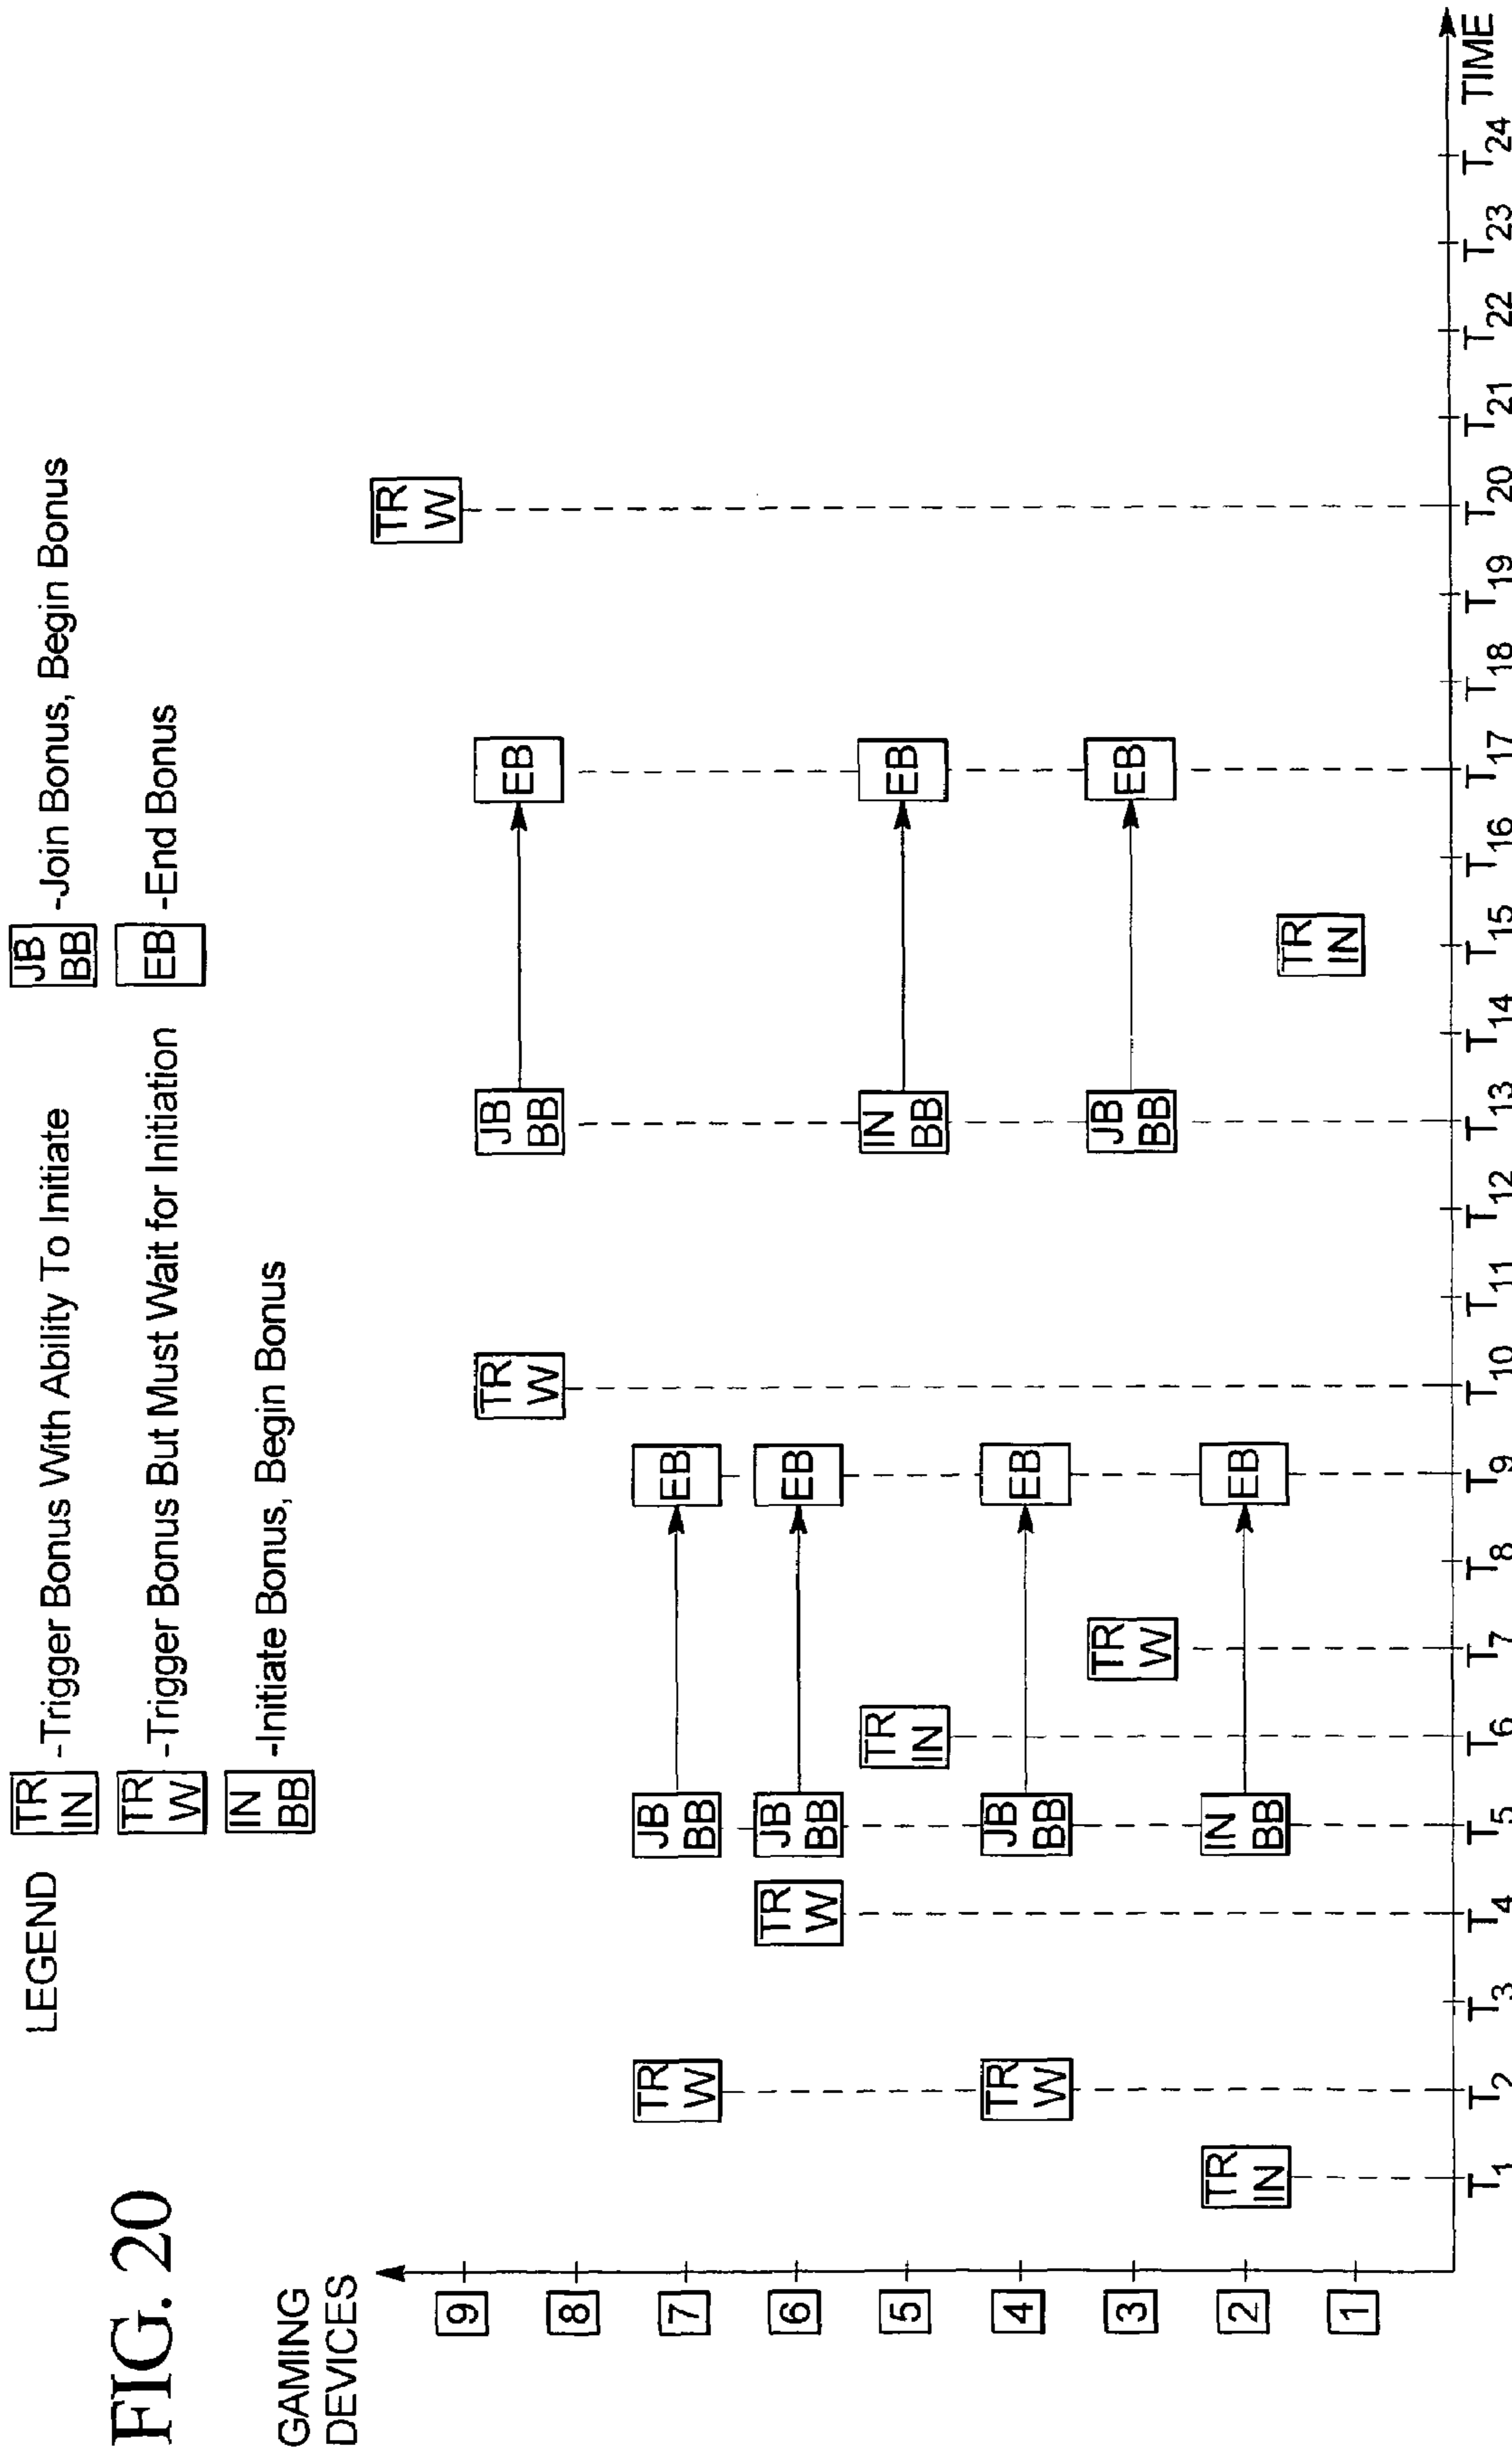 FIG. 20
LEGEND
TR IN -Trigger Bonus With Ability To Initiate
TR W -Trigger Bonus But Must Wait for Initiation
IN BB -Initiate Bonus, Begin Bonus
JB BB -Join Bonus, Begin Bonus
EB -End Bonus
GAMING
DEVICES
9
TR W
8
TR W
JB BB
EB
7
TR W
JB BB
EB
6
TR W
JB BB
EB
5
TR IN
IN BB
EB
4
TR W
JB BB
EB
3
TR W
JB BB
EB
2
TR IN
IN BB
EB
1
TR IN
T1 T2 T3 T4 T5 T6 T7 T8 T9 T10 T11 T12 T13 T14 T15 T16 T17 T18 T19 T20 T21 T22 T23 T24 TIME